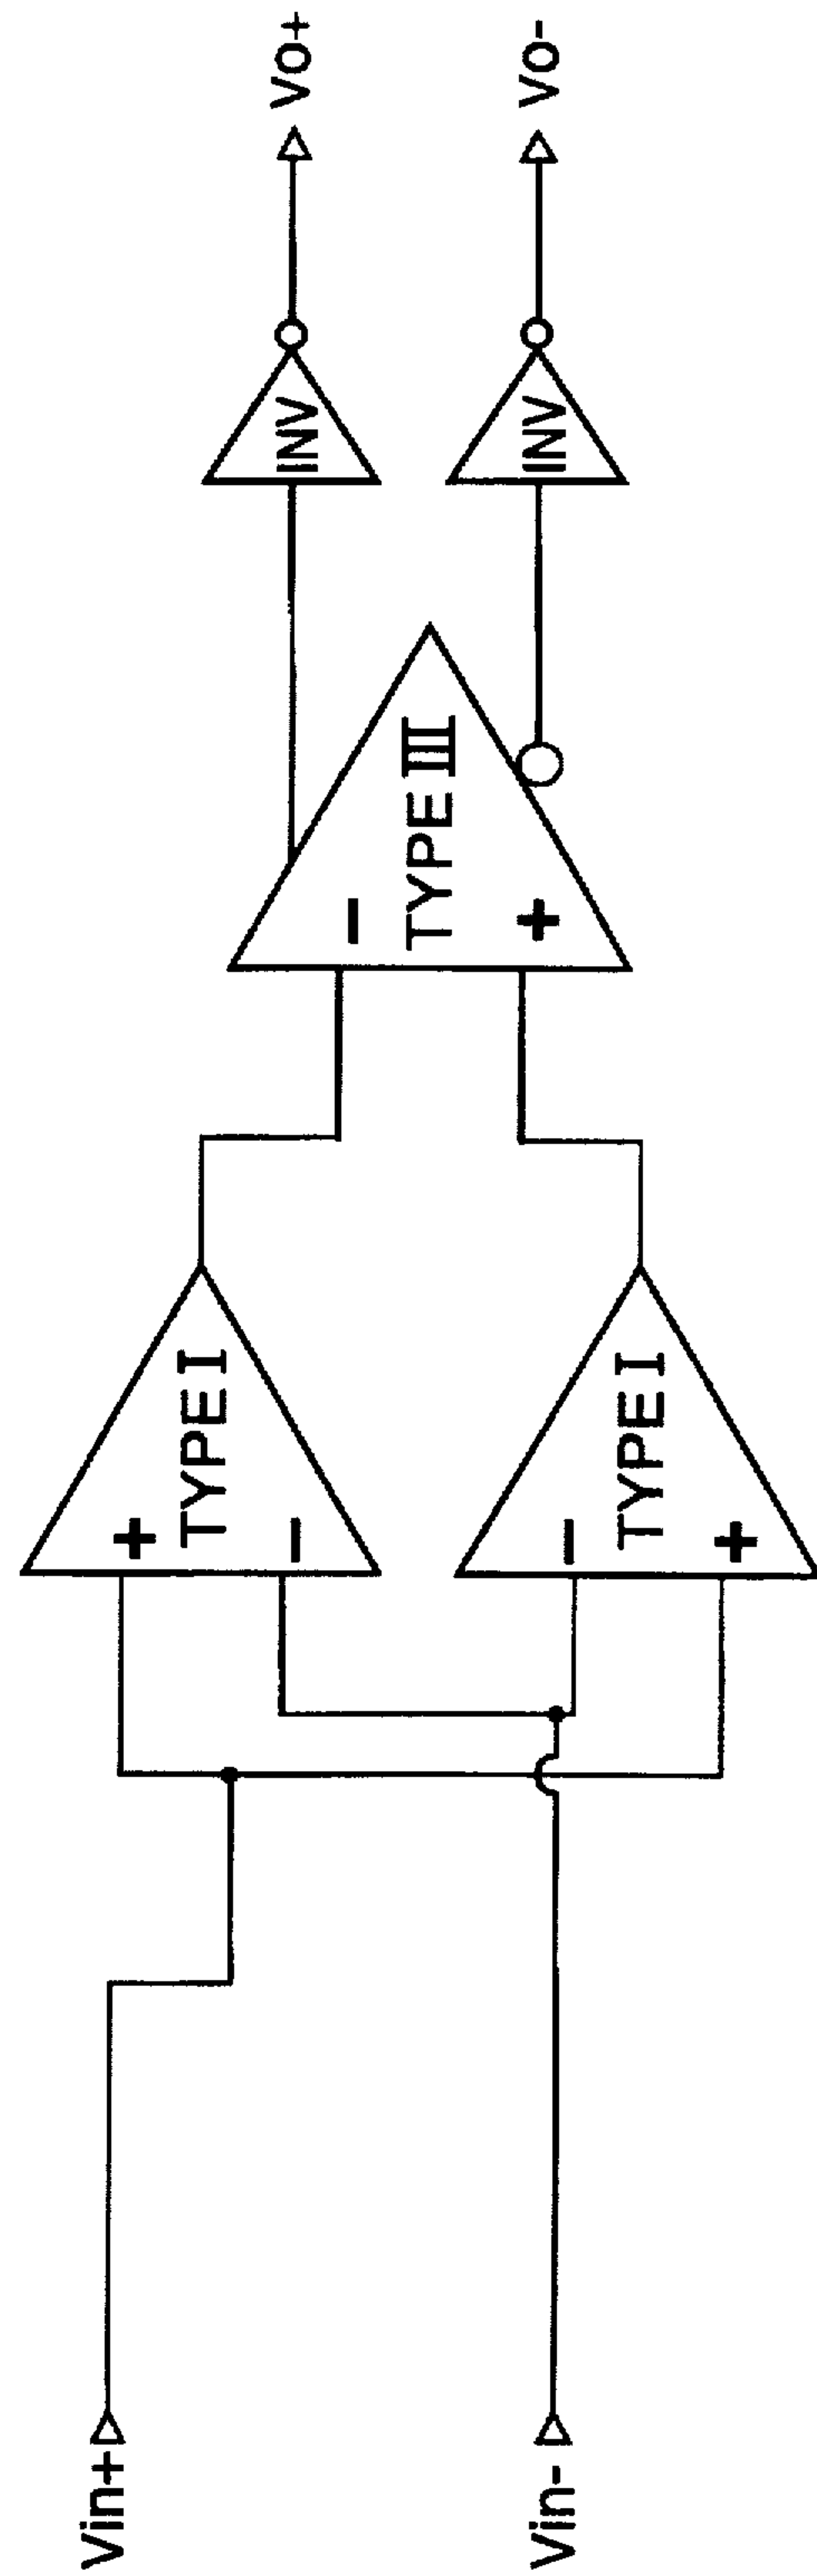 Vin+
Vin-
+
TYPE I
-
-
TYPE I
+
-
TYPE III
+
INV
INV
Vo+
Vo-